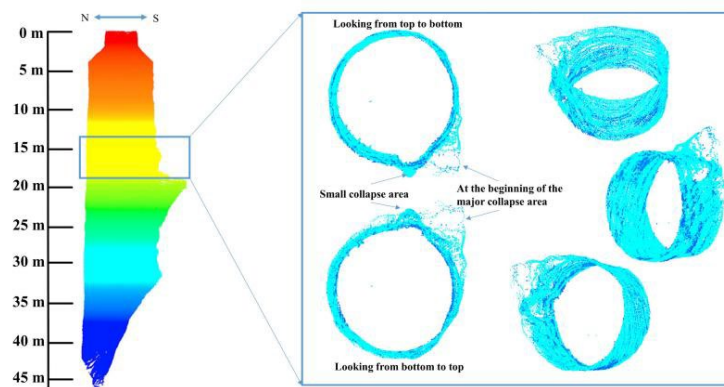 N S
0 m
5 m
10 m
15 m
20 m
25 m
30 m
35 m
40 m
45 m
Looking from top to bottom
Small collapse area
At the beginning of the
major collapse area
Looking from bottom to top